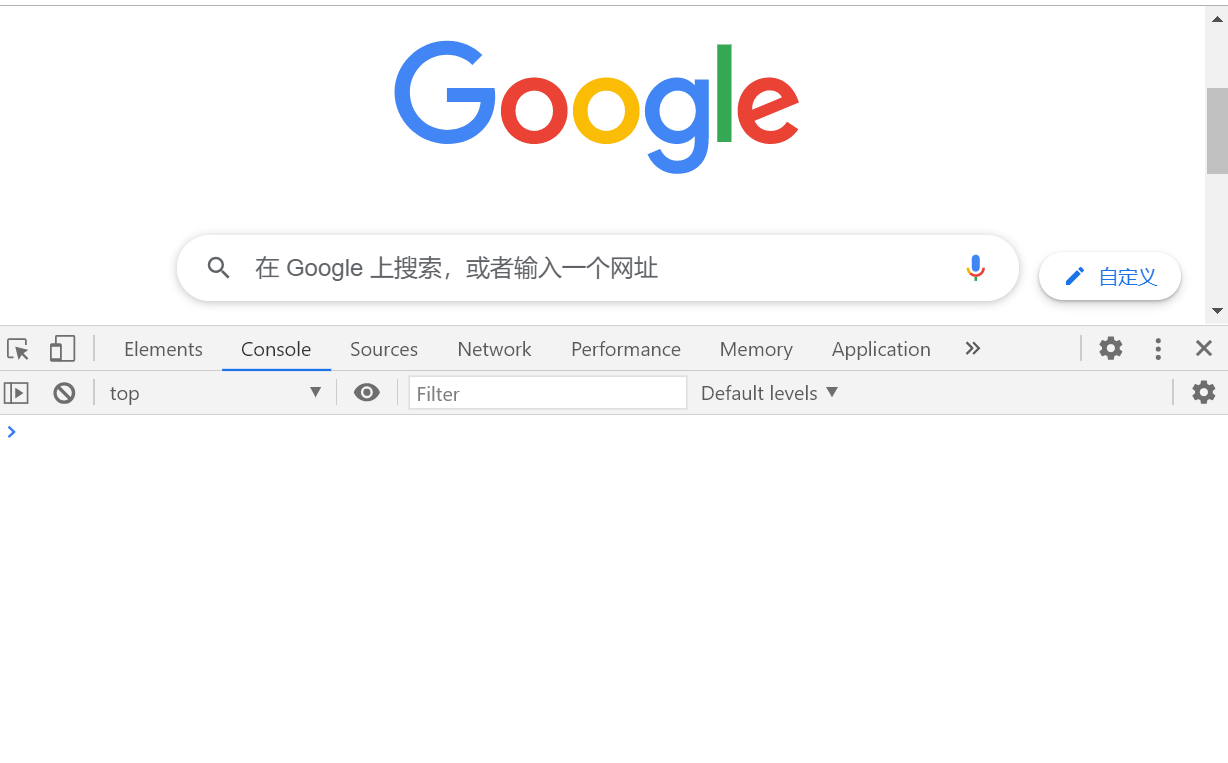 Google
在 Google 上搜索，或者输入一个网址
自定义
Elements Console Sources Network Performance Memory Application
top Filter Default levels